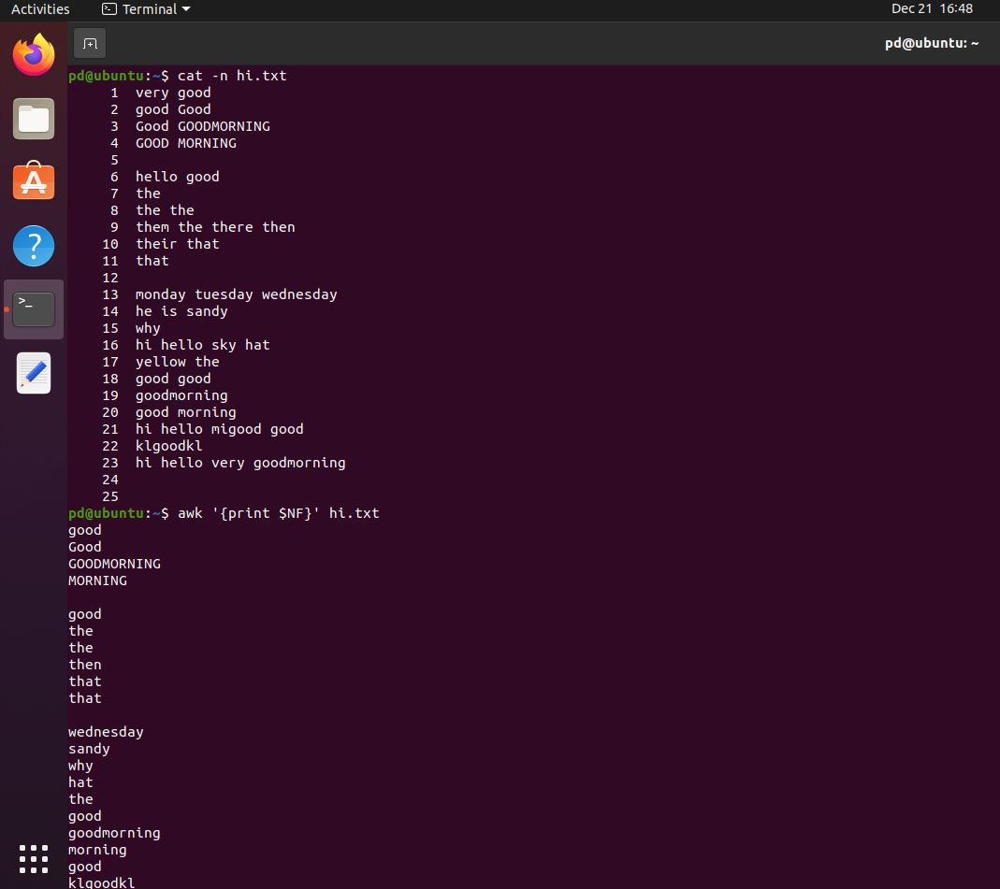 Activities Terminal Dec 21 16:48
pd@ubuntu: ~
pd@ubuntu:~$ cat -n hi.txt
1 very good
2 good Good
3 Good GOODMORNING
4 GOOD MORNING
5
6 hello good
7 the
8 the the
9 them the there then
10 their that
11 that
12
13 monday tuesday wednesday
14 he is sandy
15 why
16 hi hello sky hat
17 yellow the
18 good good
19 goodmorning
20 good morning
21 hi hello migood good
22 klgoodkl
23 hi hello very goodmorning
24
25
pd@ubuntu:~$ awk '{print $NF}' hi.txt
good
Good
GOODMORNING
MORNING
good
the
the
then
that
that
wednesday
sandy
why
hat
the
good
goodmorning
morning
good
klgoodkl